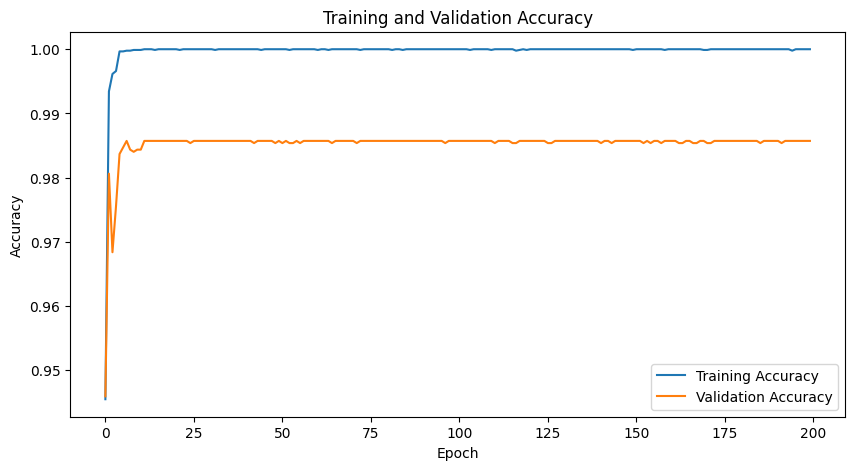 Training and Validation Accuracy
1.00
0.99
0.98
0.97
0.96
0.95
Accuracy
Training Accuracy
Validation Accuracy
0 25 50 75 100 125 150 175 200
Epoch